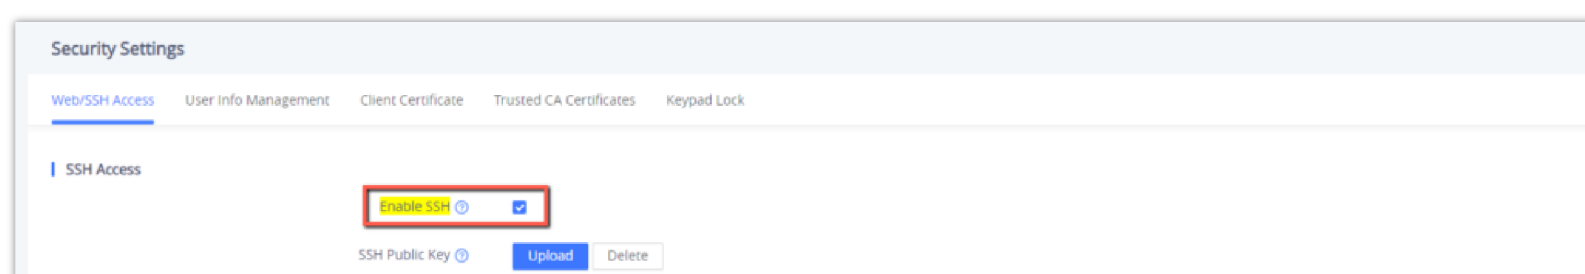 Security Settings
Web/SSH Access User Info Management Client Certificate Trusted CA Certificates Keypad Lock
SSH Access
Enable SSH
SSH Public Key Upload Delete